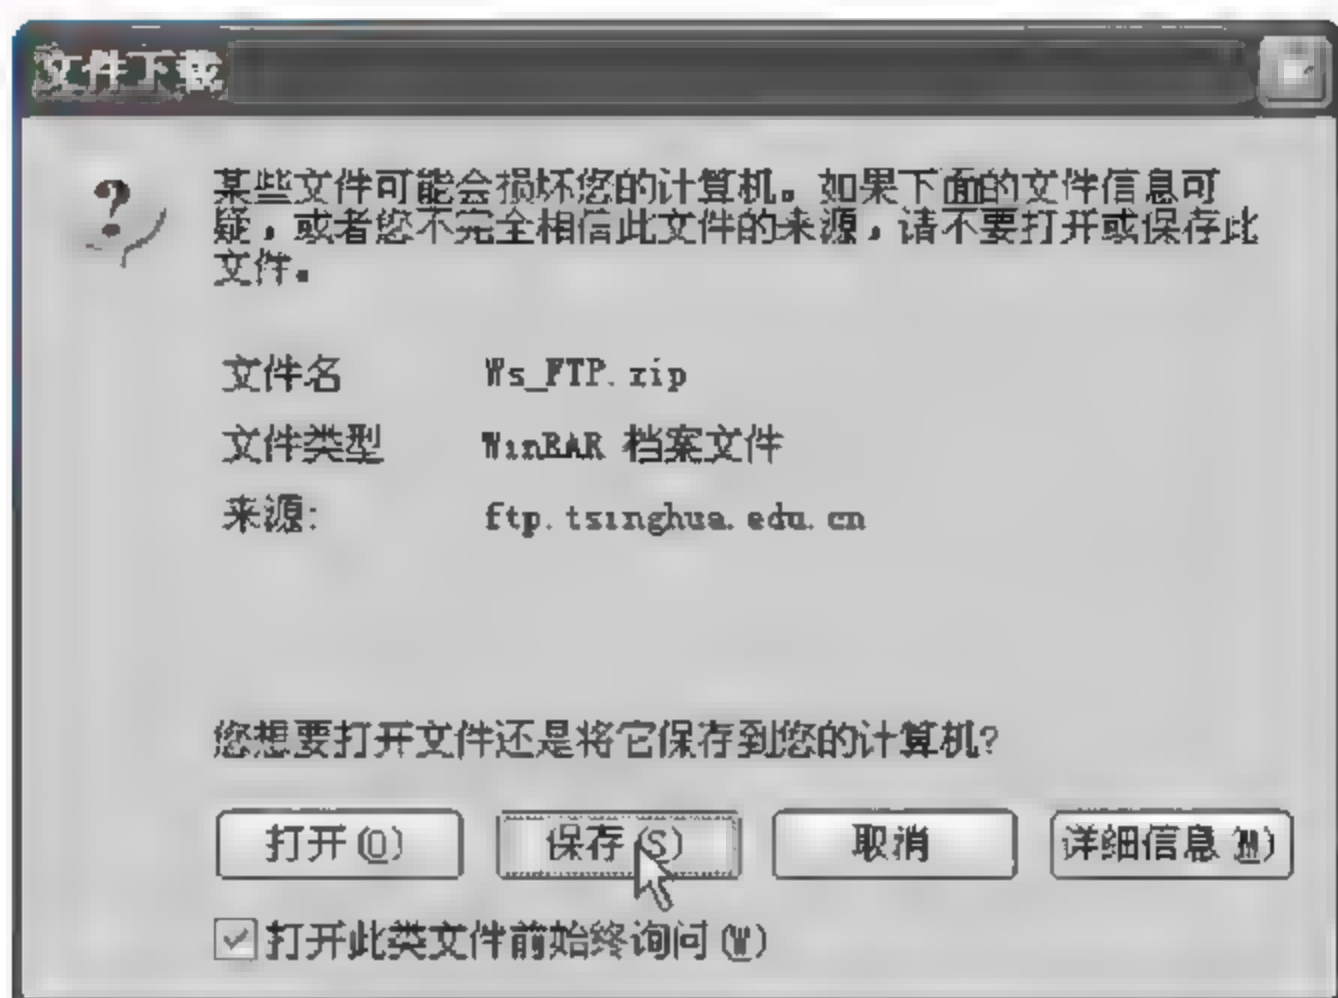 文件下载
某些文件可能会损坏您的计算机。如果下面的文件信息可
疑，或者您不完全相信此文件的来源，请不要打开或保存此
文件。
文件名 Ws_FTP.zip
文件类型 WinRAR 档案文件
来源: ftp.tsinghua.edu.cn
您想要打开文件还是将它保存到您的计算机?
打开(O) 保存(S) 取消 详细信息(M)
打开此类文件前始终询问(W)